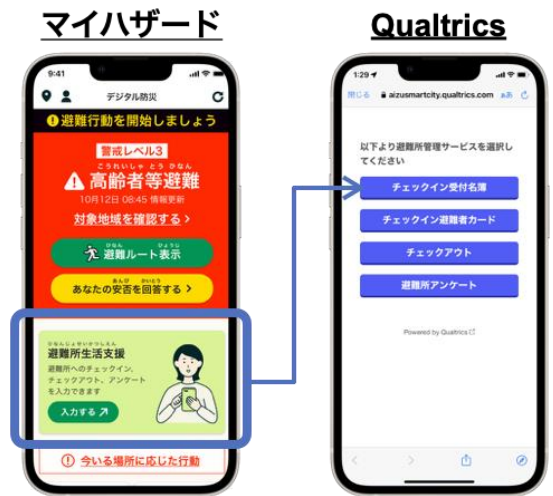 マイハザード
9:41
デジタル防災
避難行動を開始しましょう
警戒レベル3
こうれいしゃ とう ひなん
高齢者等避難
10月12日 08:45 情報更新
対象地域を確認する >
ひなん ひょうじ
避難ルート表示
あんぴ かいとう
あなたの安否を回答する >
ひなんじょせいかつしえん
避難所生活支援
避難所へのチェックイン、
チェックアウト、アンケート
を入力できます
入力する
今いる場所に応じた行動
Qualtrics
1:29
閉じる aizusmartcity.qualtrics.com ぁあ
以下より避難所管理サービスを選択し
てください
チェックイン受付名簿
チェックイン避難者カード
チェックアウト
避難所アンケート
Powered by Qualtrics